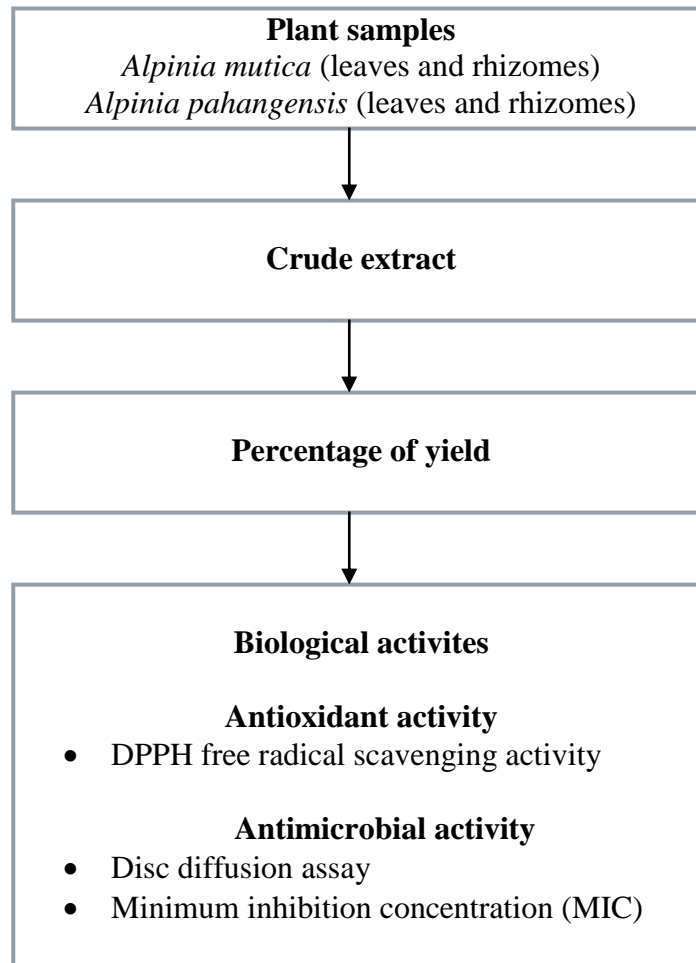 Plant samples
Alpinia mutica (leaves and rhizomes)
Alpinia pahangensis (leaves and rhizomes)
Crude extract
Percentage of yield
Biological activites
Antioxidant activity
• DPPH free radical scavenging activity
Antimicrobial activity
• Disc diffusion assay
• Minimum inhibition concentration (MIC)